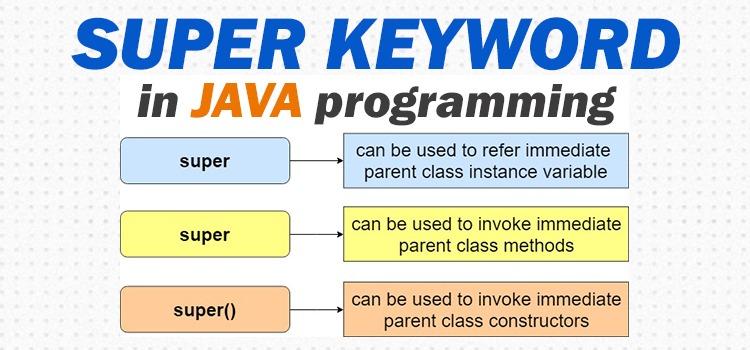 SUPER KEYWORD
in JAVA programming
super
can be used to refer immediate
parent class instance variable
super
can be used to invoke immediate
parent class methods
super()
can be used to invoke immediate
parent class constructors